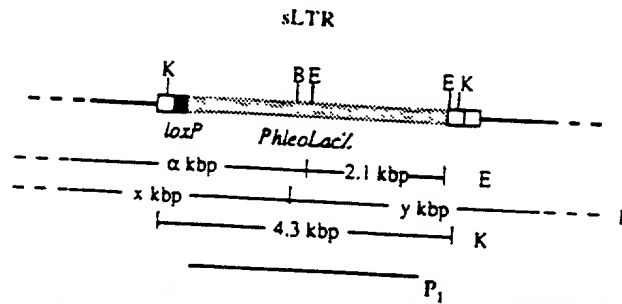 sLTR
K B E E K
loxP PhleoLacZ
α kbp 2.1 kbp E
x kbp y kbp
4.3 kbp K
P1